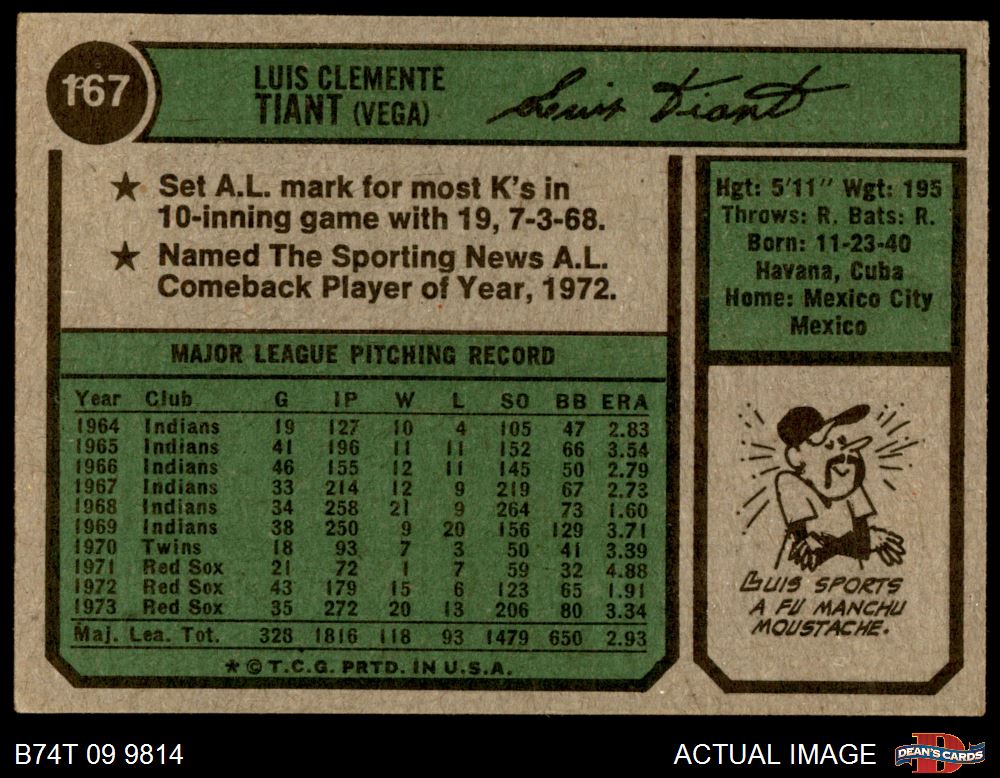 167
LUIS CLEMENTE
TIANT (VEGA)
Luis Tiant
★ Set A.L. mark for most K's in
10-inning game with 19, 7-3-68.
★ Named The Sporting News A.L.
Comeback Player of Year, 1972.
Hgt: 5'11" Wgt: 195
Throws: R. Bats: R.
Born: 11-23-40
Havana, Cuba
Home: Mexico City
Mexico
MAJOR LEAGUE PITCHING RECORD
Year Club G IP W L SO BB ERA
1964 Indians 19 127 10 4 105 47 2.83
1965 Indians 41 196 11 11 152 66 3.54
1966 Indians 46 155 12 11 145 50 2.79
1967 Indians 33 214 12 9 219 67 2.73
1968 Indians 34 258 21 9 264 73 1.60
1969 Indians 38 250 9 20 156 129 3.71
1970 Twins 18 93 7 3 50 41 3.39
1971 Red Sox 21 72 1 7 59 32 4.88
1972 Red Sox 43 179 15 6 123 65 1.91
1973 Red Sox 35 272 20 13 206 80 3.34
Maj. Lea. Tot. 328 1816 118 93 1479 650 2.93
★ © T.C.G. PRTD. IN U.S.A.
LUIS SPORTS
A FU MANCHU
MOUSTACHE.
B74T 09 9814
ACTUAL IMAGE
DEAN'S CARDS